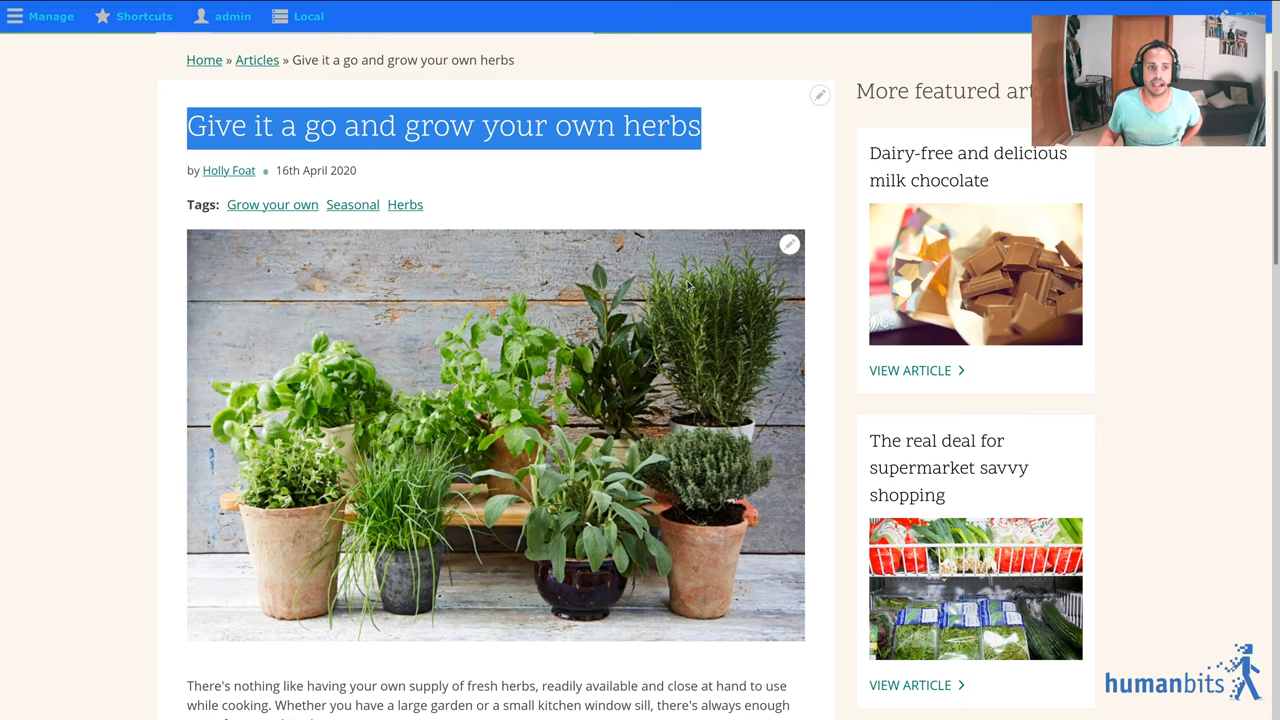 Manage Shortcuts admin Local Edit
Home » Articles » Give it a go and grow your own herbs
Give it a go and grow your own herbs
by Holly Foat 16th April 2020
Tags: Grow your own Seasonal Herbs
There's nothing like having your own supply of fresh herbs, readily available and close at hand to use
while cooking. Whether you have a large garden or a small kitchen window sill, there's always enough
More featured art
Dairy-free and delicious
milk chocolate
VIEW ARTICLE
The real deal for
supermarket savvy
shopping
VIEW ARTICLE
humanbits